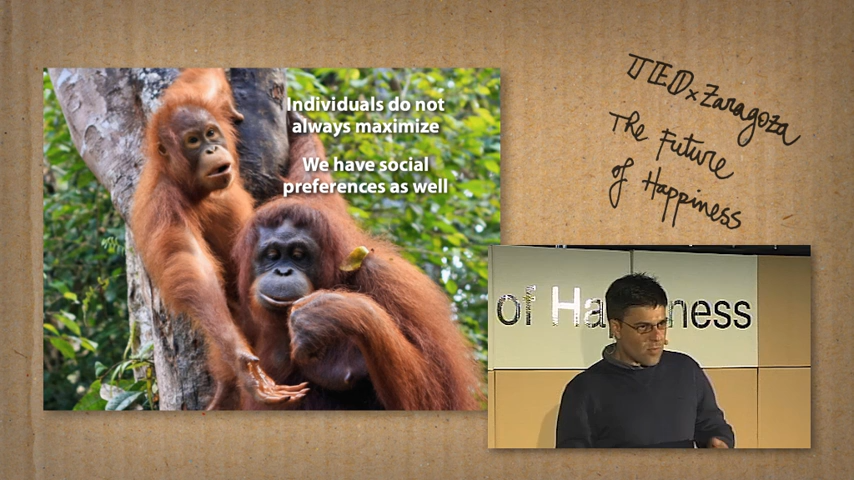 Individuals do not
always maximize
We have social
preferences as well
TEDxZaragoza
The Future
of Happiness
of Ha ness